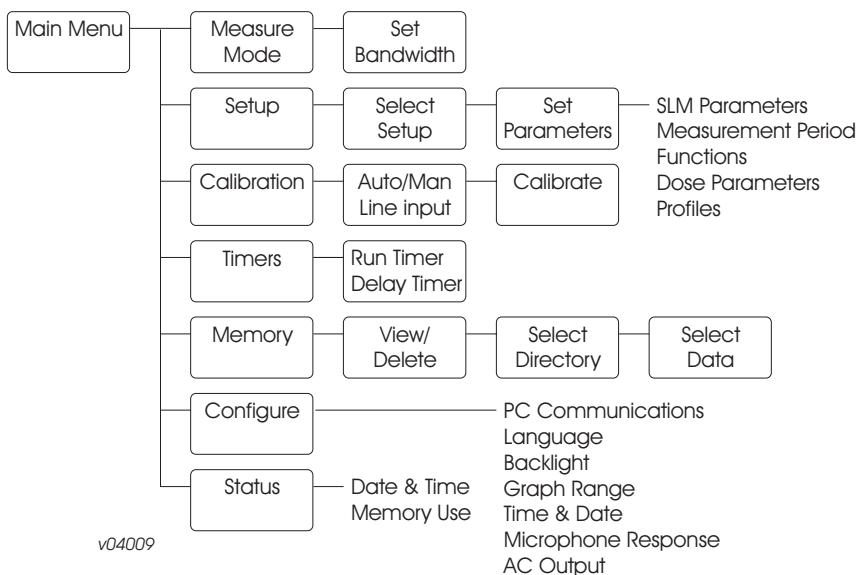 Main Menu
Measure
Mode
Set
Bandwidth
Setup
Select
Setup
Set
Parameters
SLM Parameters
Measurement Period
Functions
Dose Parameters
Profiles
Calibration
Auto/Man
Line input
Calibrate
Timers
Run Timer
Delay Timer
Memory
View/
Delete
Select
Directory
Select
Data
Configure
PC Communications
Language
Backlight
Graph Range
Time & Date
Microphone Response
AC Output
Status
Date & Time
Memory Use
v04009